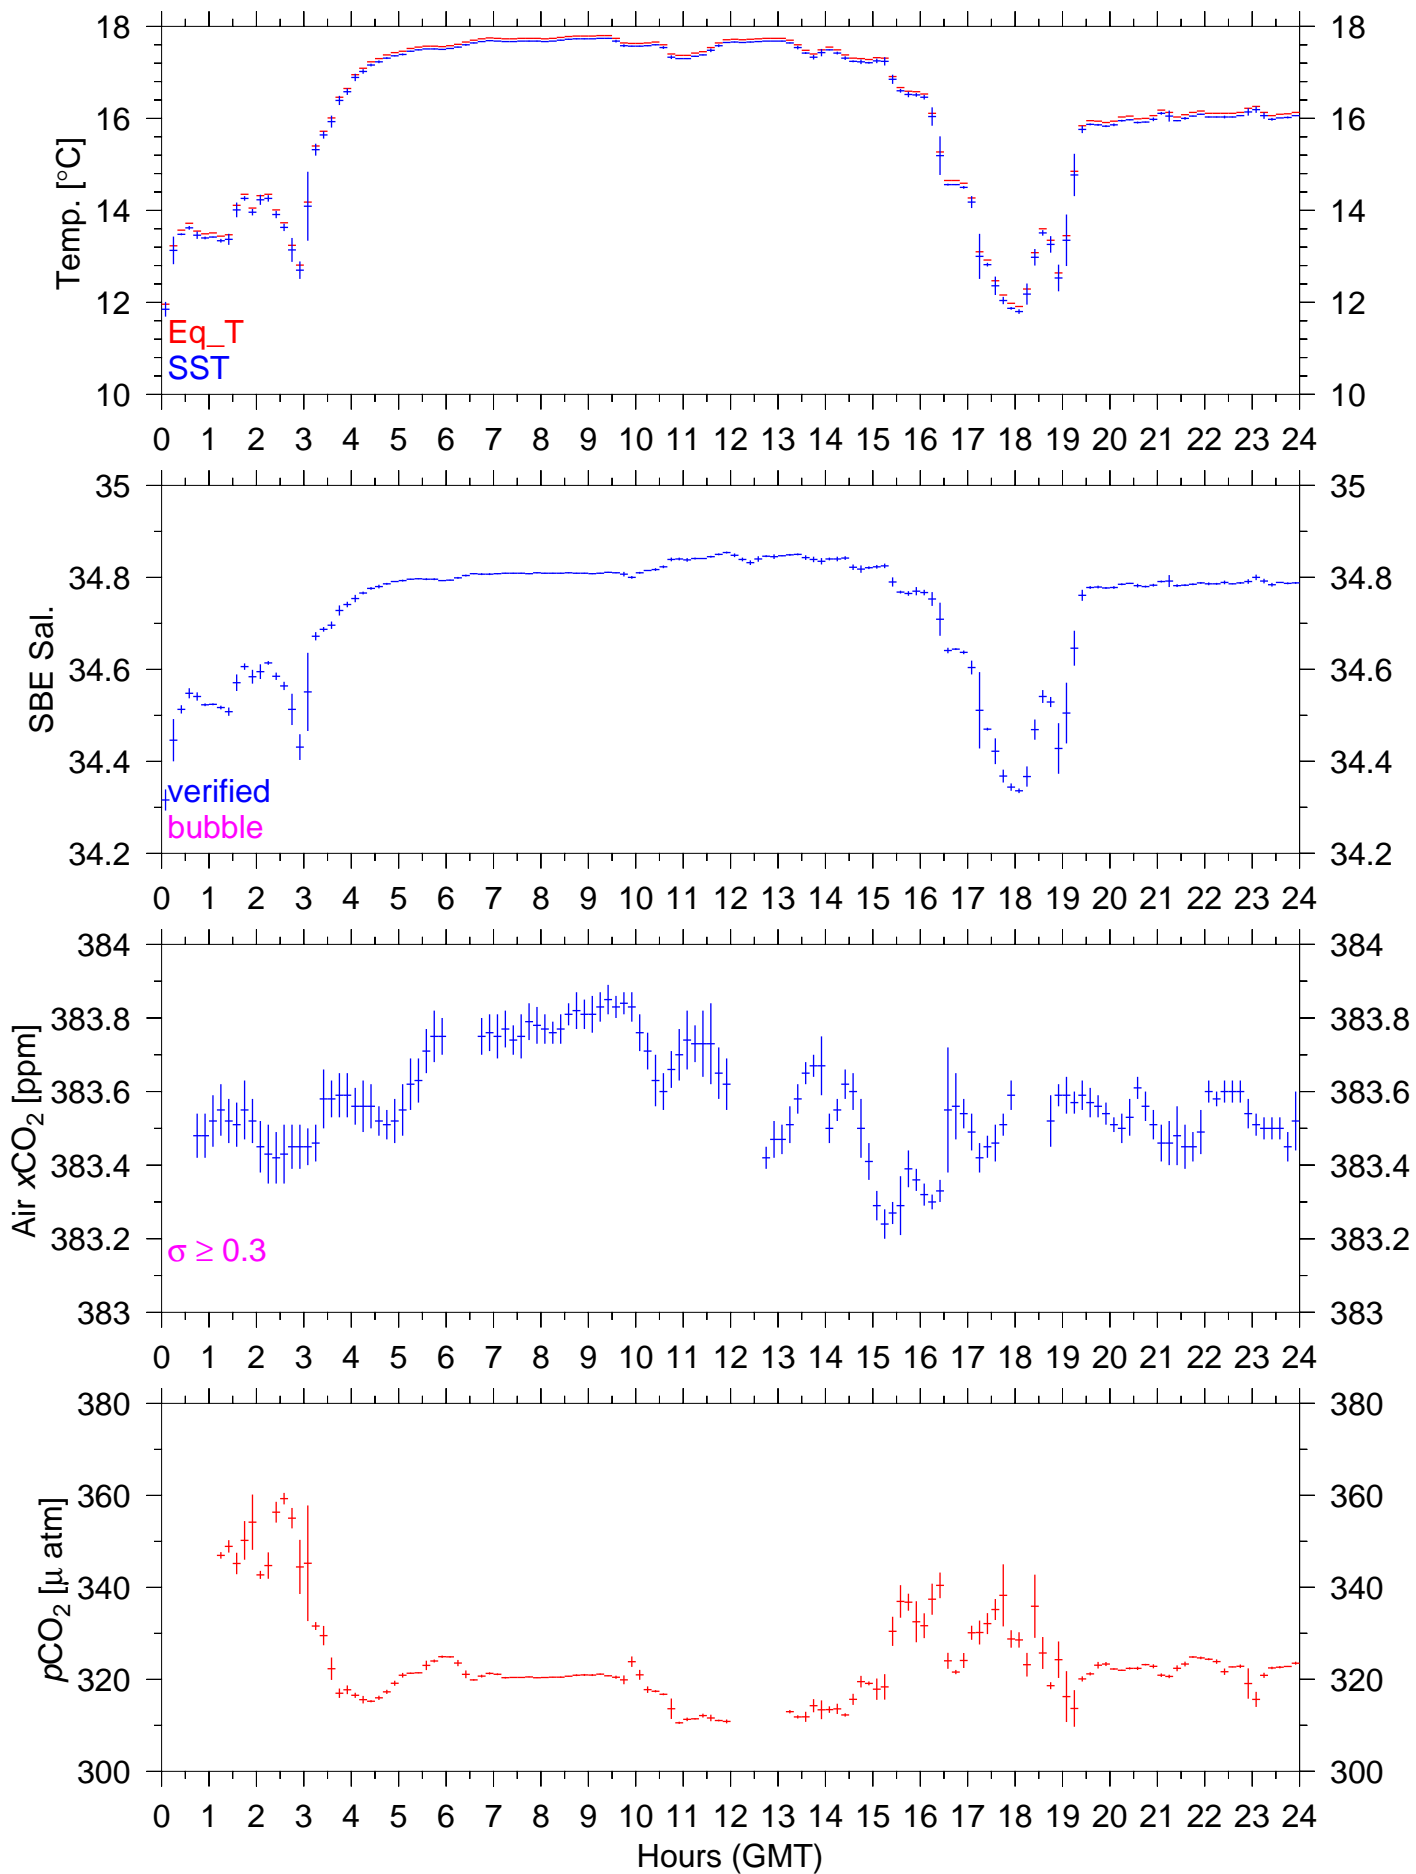 18 18
16 16
14 14
12 12
10 10
Temp. [°C]
Eq_T
SST
0 1 2 3 4 5 6 7 8 9 10 11 12 13 14 15 16 17 18 19 20 21 22 23 24
35 35
34.8 34.8
34.6 34.6
34.4 34.4
34.2 34.2
SBE Sal.
verified
bubble
0 1 2 3 4 5 6 7 8 9 10 11 12 13 14 15 16 17 18 19 20 21 22 23 24
384 384
383.8 383.8
383.6 383.6
383.4 383.4
383.2 383.2
383 383
Air xCO₂ [ppm]
σ ≥ 0.3
0 1 2 3 4 5 6 7 8 9 10 11 12 13 14 15 16 17 18 19 20 21 22 23 24
380 380
360 360
340 340
320 320
300 300
pCO₂ [μ atm]
0 1 2 3 4 5 6 7 8 9 10 11 12 13 14 15 16 17 18 19 20 21 22 23 24
Hours (GMT)